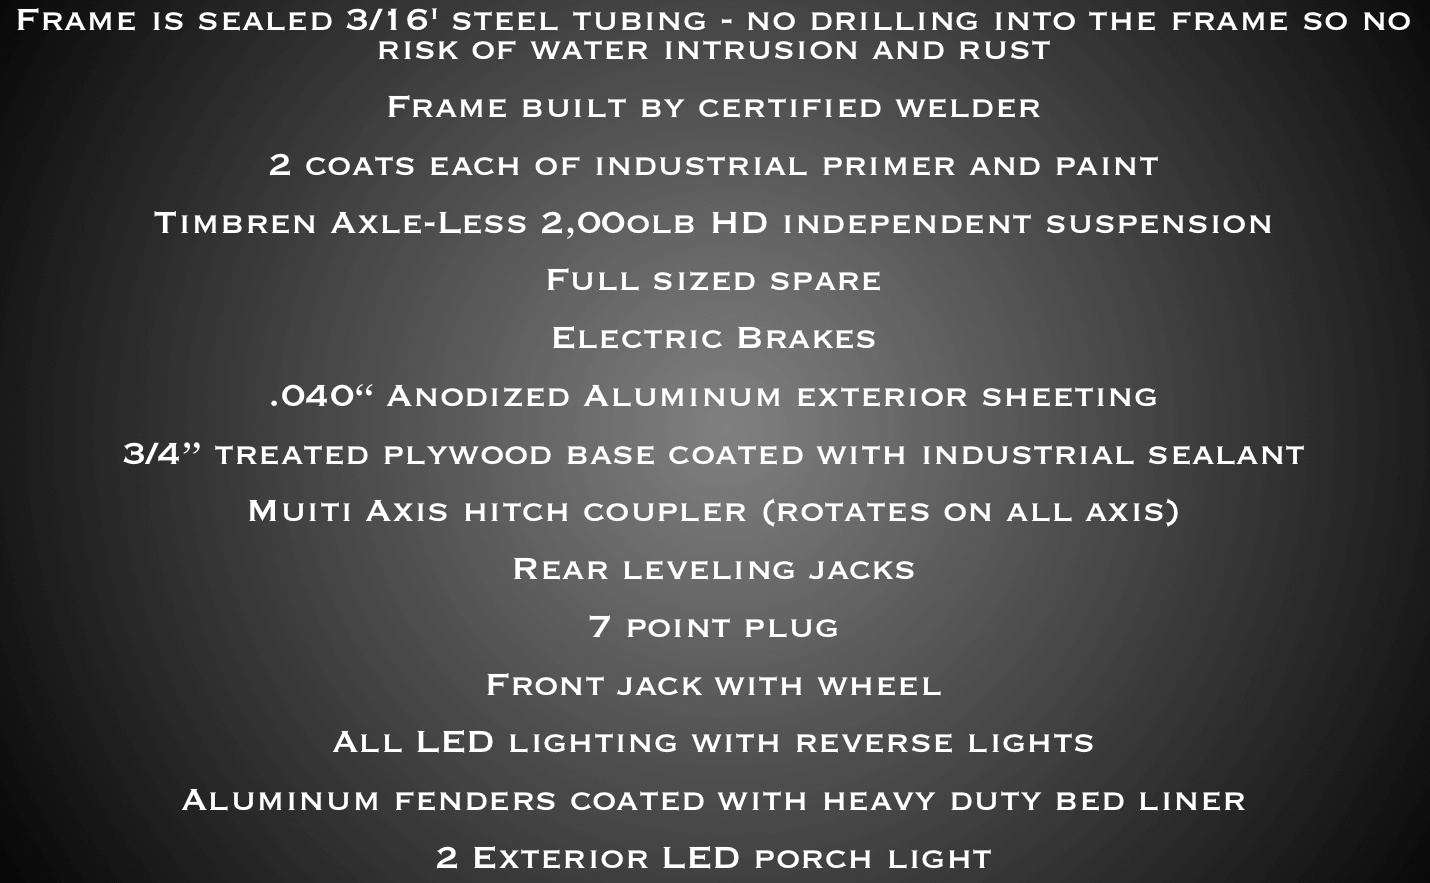 Frame is sealed 3/16' steel tubing - no drilling into the frame so no
risk of water intrusion and rust
Frame built by certified welder
2 coats each of industrial primer and paint
Timbren Axle-Less 2,00olb HD independent suspension
Full sized spare
Electric Brakes
.040“ Anodized Aluminum exterior sheeting
3/4” treated plywood base coated with industrial sealant
Muiti Axis hitch coupler (rotates on all axis)
Rear leveling jacks
7 point plug
Front jack with wheel
All LED lighting with reverse lights
Aluminum fenders coated with heavy duty bed liner
2 Exterior LED porch light